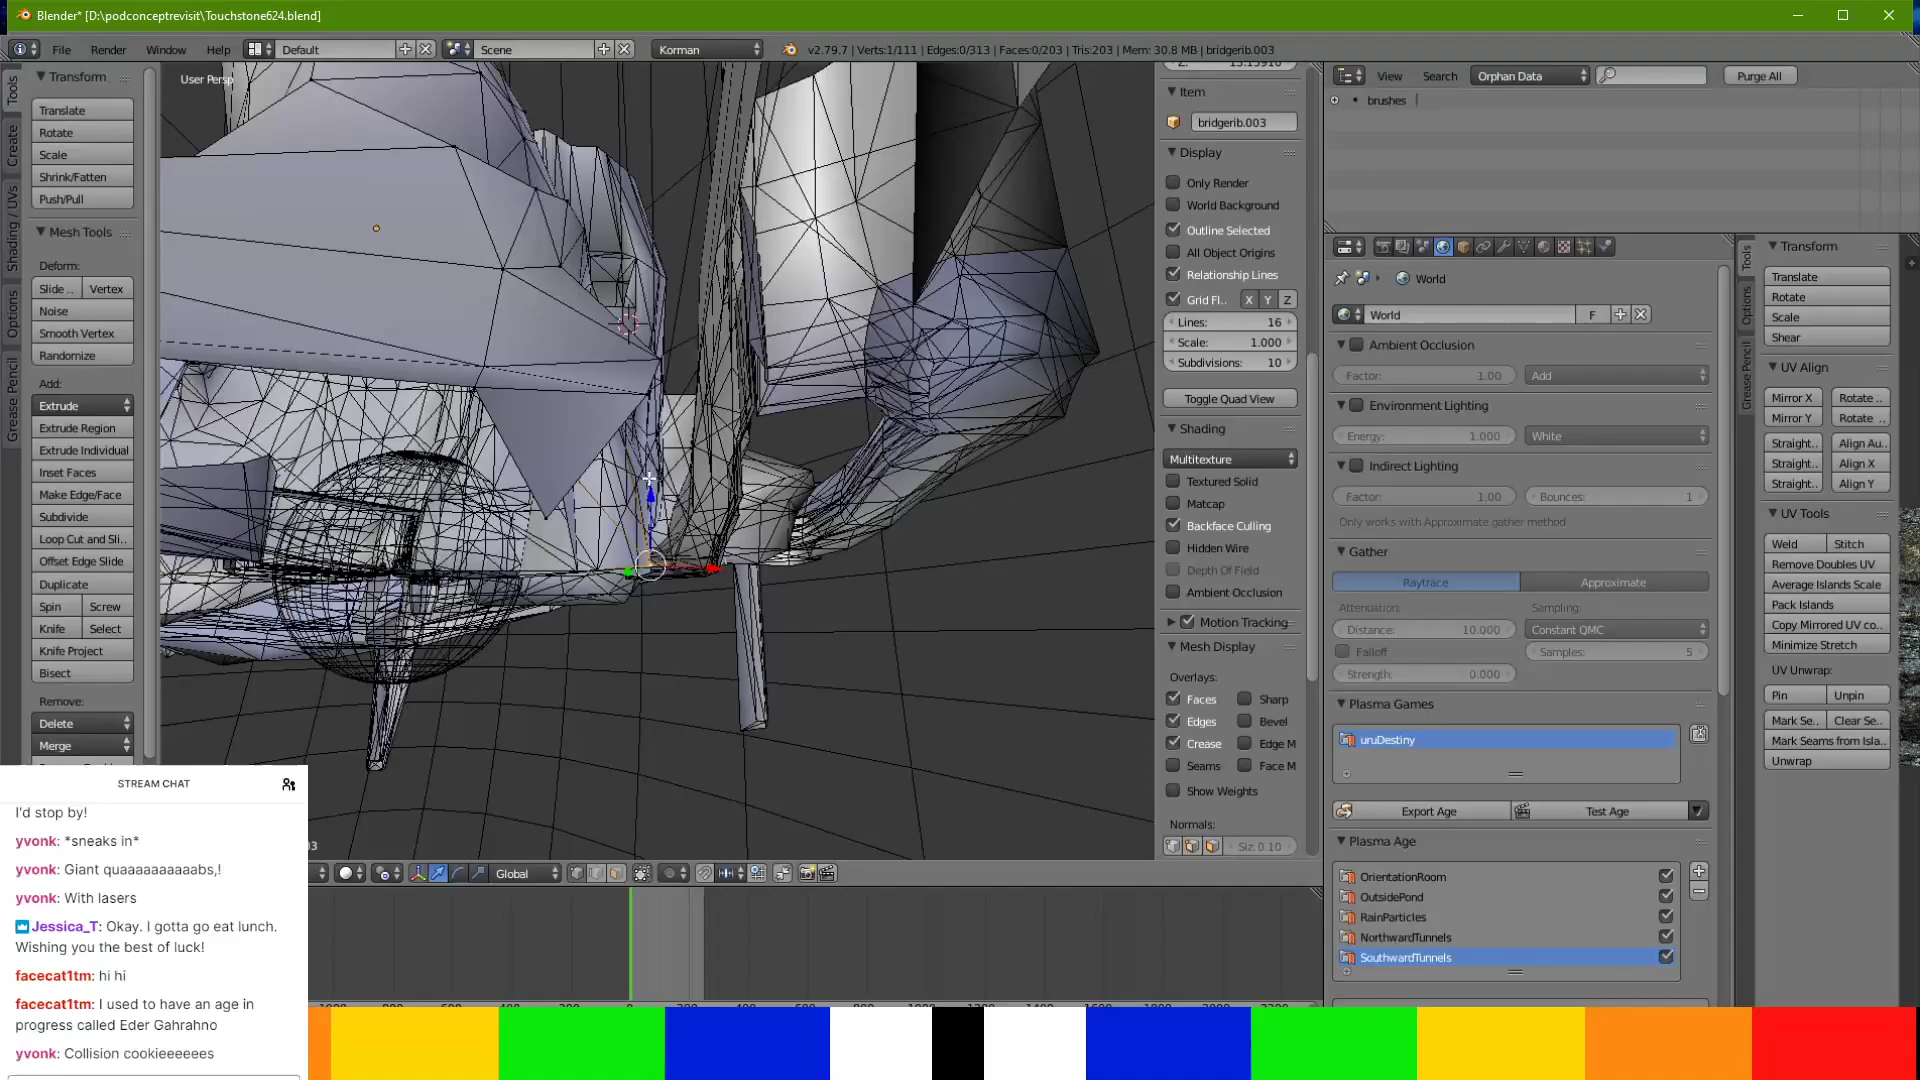 Blender* [D:\podconceptrevisit\Touchstone624.blend]
File Render Window Help Default Scene Korman v2.79.7 | Verts:1/111 | Edges:0/313 | Faces:0/203 | Tris:203 | Mem: 30.8 MB | bridgerib.003
Tools
Create
Shading / UVs
Options
Grease Pencil
Transform
Translate
Rotate
Scale
Shrink/Fatten
Push/Pull
Mesh Tools
Deform:
Slide .. Vertex
Noise
Smooth Vertex
Randomize
Add:
Extrude
Extrude Region
Extrude Individual
Inset Faces
Make Edge/Face
Subdivide
Loop Cut and Sli..
Offset Edge Slide
Duplicate
Spin Screw
Knife Select
Knife Project
Bisect
Remove:
Delete
Merge
User Persp
Item
bridgerib.003
Display
Only Render
World Background
Outline Selected
All Object Origins
Relationship Lines
Grid Fl.. X Y Z
Lines: 16
Scale: 1.000
Subdivisions: 10
Toggle Quad View
Shading
Multitexture
Textured Solid
Matcap
Backface Culling
Hidden Wire
Depth Of Field
Ambient Occlusion
Motion Tracking
Mesh Display
Overlays:
Faces Sharp
Edges Bevel
Crease Edge M
Seams Face M
Show Weights
Normals:
Siz: 0.10
View Search Orphan Data Purge All
brushes
World
World F
Ambient Occlusion
Factor: 1.00 Add
Environment Lighting
Energy: 1.000 White
Indirect Lighting
Factor: 1.00 Bounces: 1
Only works with Approximate gather method
Gather
Raytrace Approximate
Attenuation: Sampling:
Distance: 10.000 Constant QMC
Falloff Samples: 5
Strength: 0.000
Plasma Games
uruDestiny
Export Age Test Age
Plasma Age
OrientationRoom
OutsidePond
RainParticles
NorthwardTunnels
SouthwardTunnels
Tools
Options
Grease Pencil
Transform
Translate
Rotate
Scale
Shear
UV Align
Mirror X Rotate ..
Mirror Y Rotate ..
Straight.. Align Au..
Straight.. Align X
Straight.. Align Y
UV Tools
Weld Stitch
Remove Doubles UV
Average Islands Scale
Pack Islands
Copy Mirrored UV co..
Minimize Stretch
UV Unwrap:
Pin Unpin
Mark Se.. Clear Se..
Mark Seams from Isla..
Unwrap
Global
STREAM CHAT
I'd stop by!
yvonk: *sneaks in*
yvonk: Giant quaaaaaaaaaabs,!
yvonk: With lasers
Jessica_T: Okay. I gotta go eat lunch.
Wishing you the best of luck!
facecat1tm: hi hi
facecat1tm: I used to have an age in
progress called Eder Gahrahno
yvonk: Collision cookieeeeees